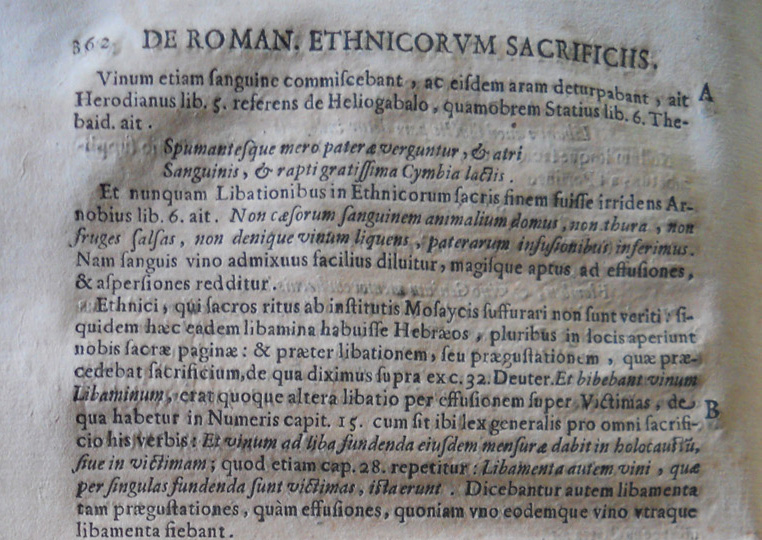 362. DE ROMAN. ETHNICORVM SACRIFICIIS.
Vinum etiam ſanguine commiſcebant, ac eiſdem aram deturpabant, ait A
Herodianus lib. 5. referens de Heliogabalo, quamobrem Statius lib. 6. The-
baid. ait.
Spumanteſque mero pateræ verguntur, & atri
Sanguinis, & rapti gratiſſima Cymbia lactis.
Et nunquam Libationibus in Ethnicorum ſacris finem fuiſſe irridens Ar-
nobius lib. 6. ait. Non cæſorum ſanguinem animalium domus, non thura, non
fruges ſalſas, non denique vinum liquens, paterarum infuſionibus inferimus.
Nam ſanguis vino admixtus facilius diluitur, magiſque aptus ad effuſiones,
& aſperſiones redditur.
Ethnici, qui ſacros ritus ab inſtitutis Moſaycis ſuffurari non ſunt veriti: ſi-
quidem hæc eadem libamina habuiſſe Hebræos, pluribus in locis aperiunt
nobis ſacræ paginæ: & præter libationem, ſeu prǽguſtationem, quæ præ-
cedebat ſacrificium, de qua diximus ſupra ex c. 32. Deuter. Et bibebant vinum
Libaminum, erat quoque altera libatio per effuſionem ſuper Victimas, de B
qua habetur in Numeris capit. 15. cum ſit ibi lex generalis pro omni ſacrifi-
cio his verbis: Et vinum ad liba fundenda eiuſdem menſuræ dabit in holocauſtū,
ſiue in victimam; quod etiam cap. 28. repetitur: Libamenta autem vini, quæ
per ſingulas fundenda ſunt victimas, iſta erunt. Dicebantur autem libamenta
tam præguſtationes, quàm effuſiones, quoniam vno eodemque vino vtraque
libamenta fiebant.